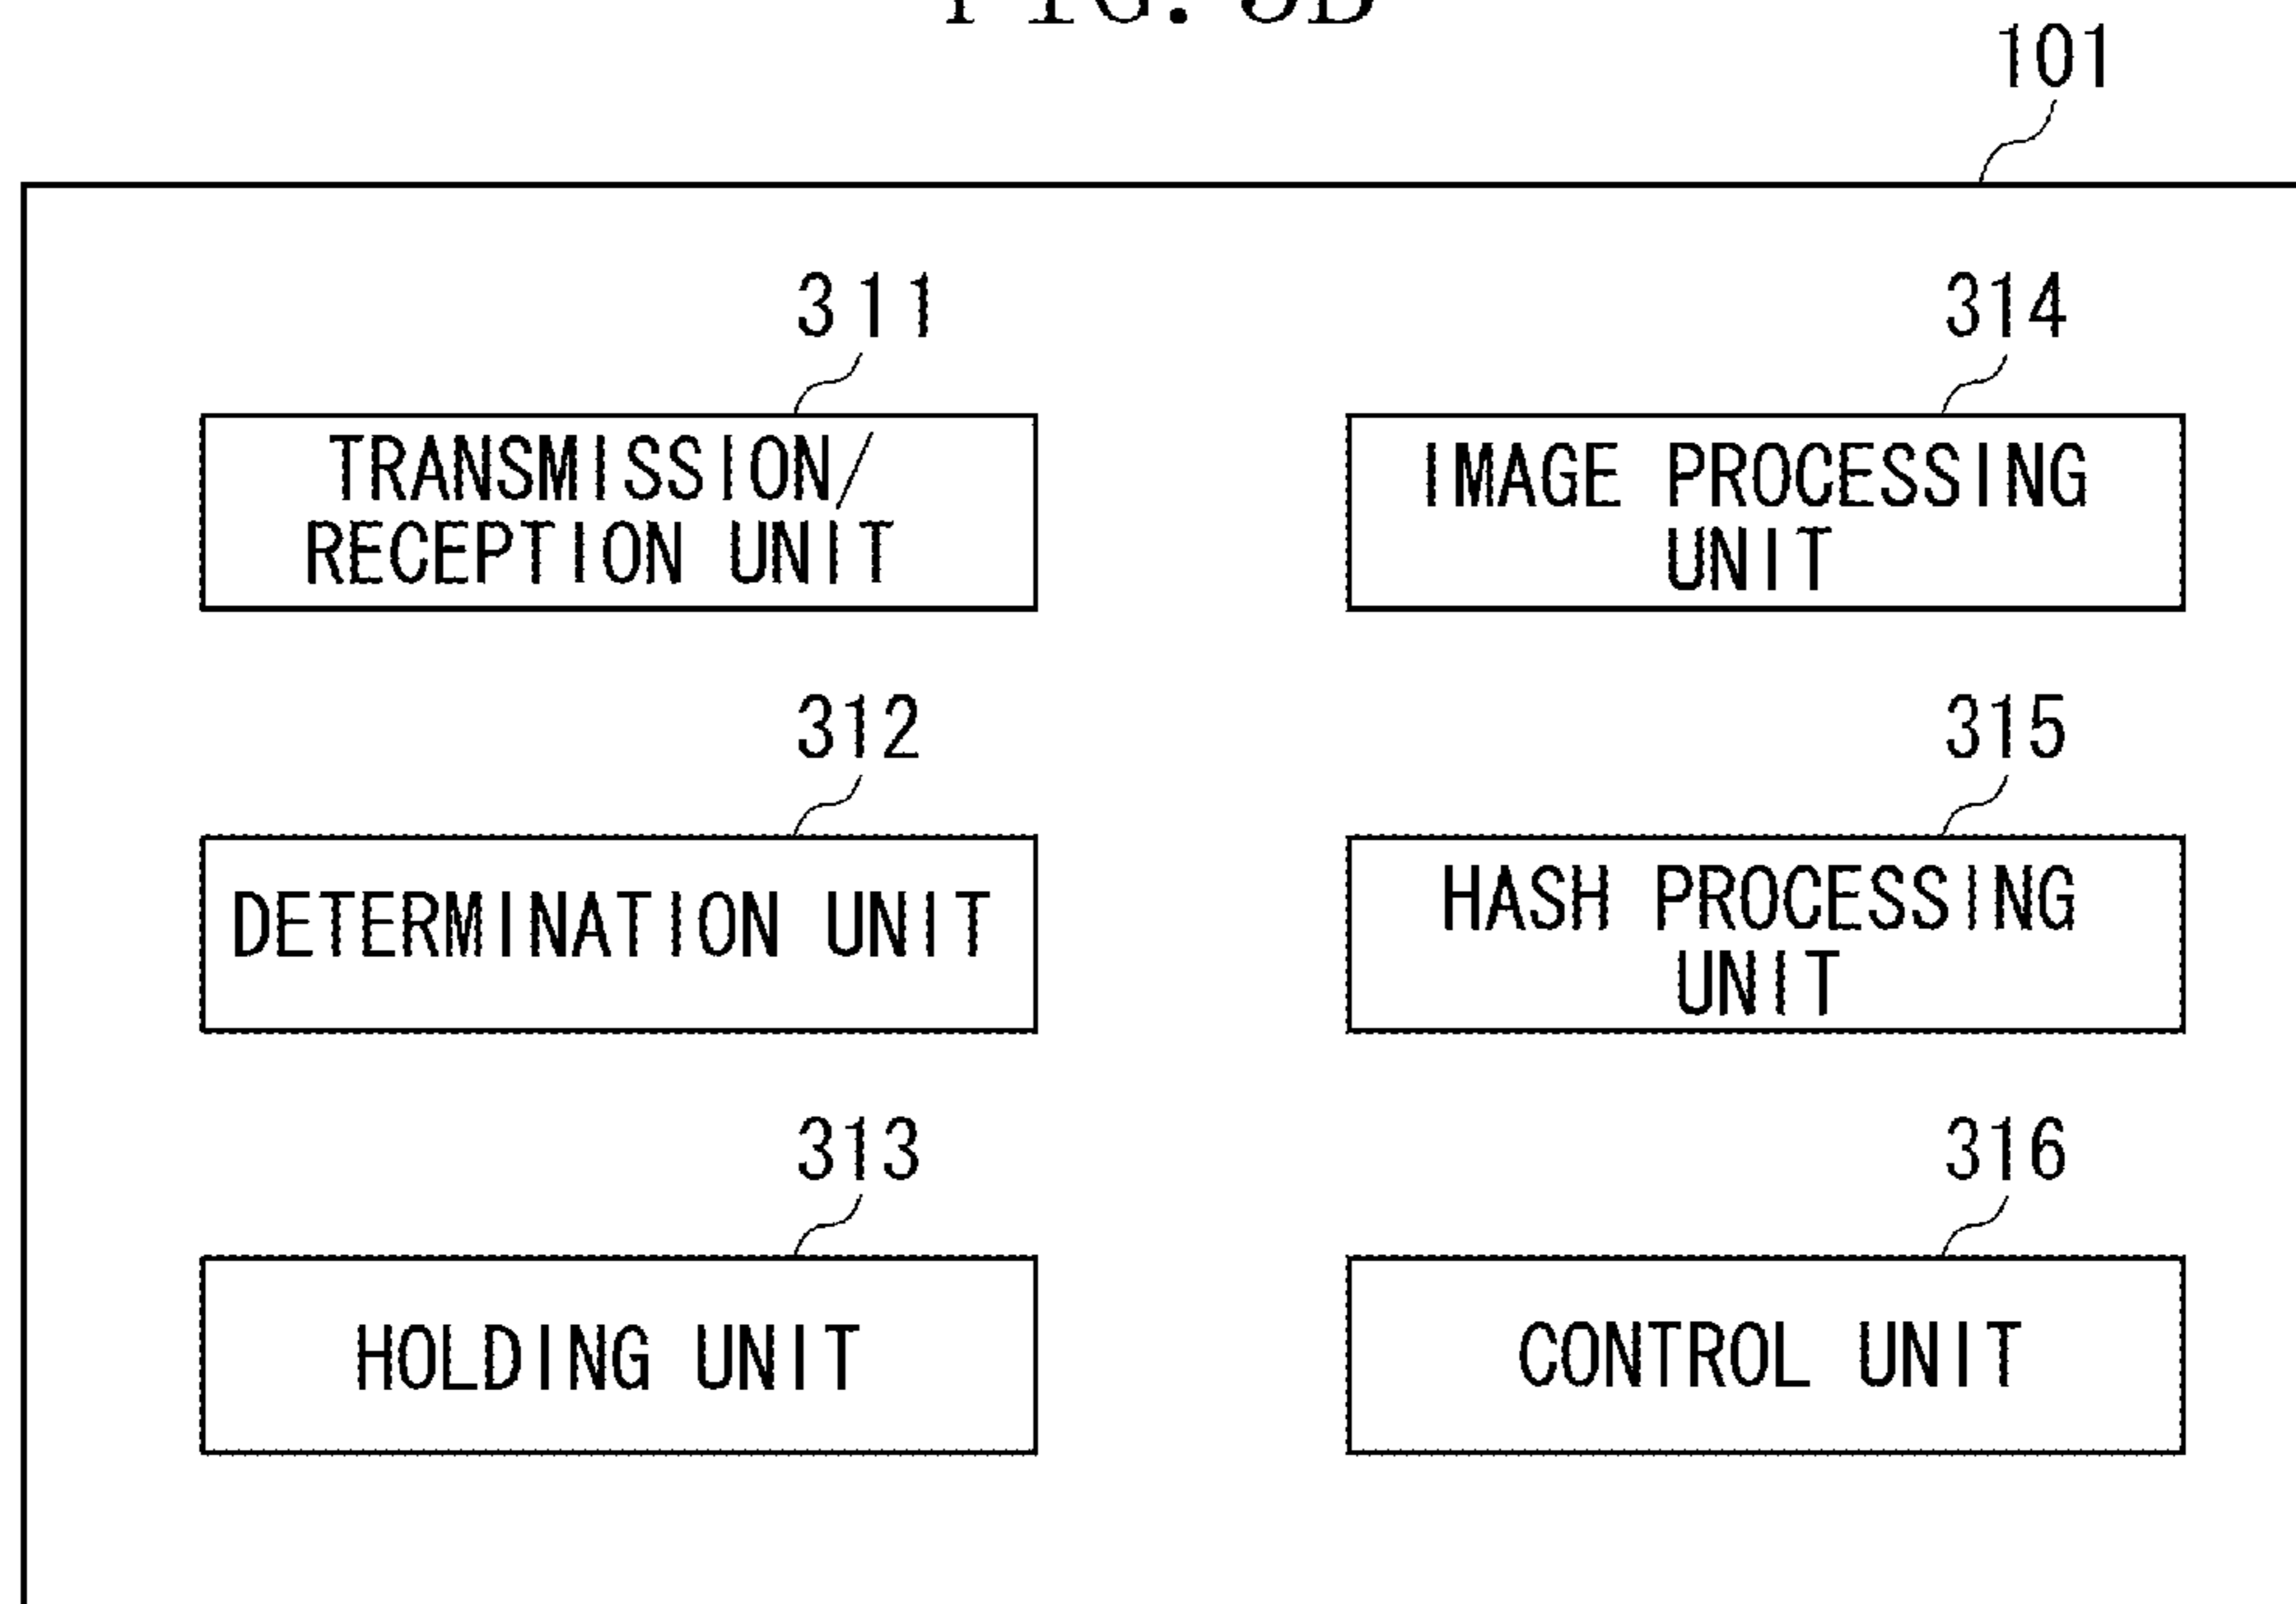 101
311
TRANSMISSION/
RECEPTION UNIT
314
IMAGE PROCESSING
UNIT
312
DETERMINATION UNIT
315
HASH PROCESSING
UNIT
313
HOLDING UNIT
316
CONTROL UNIT